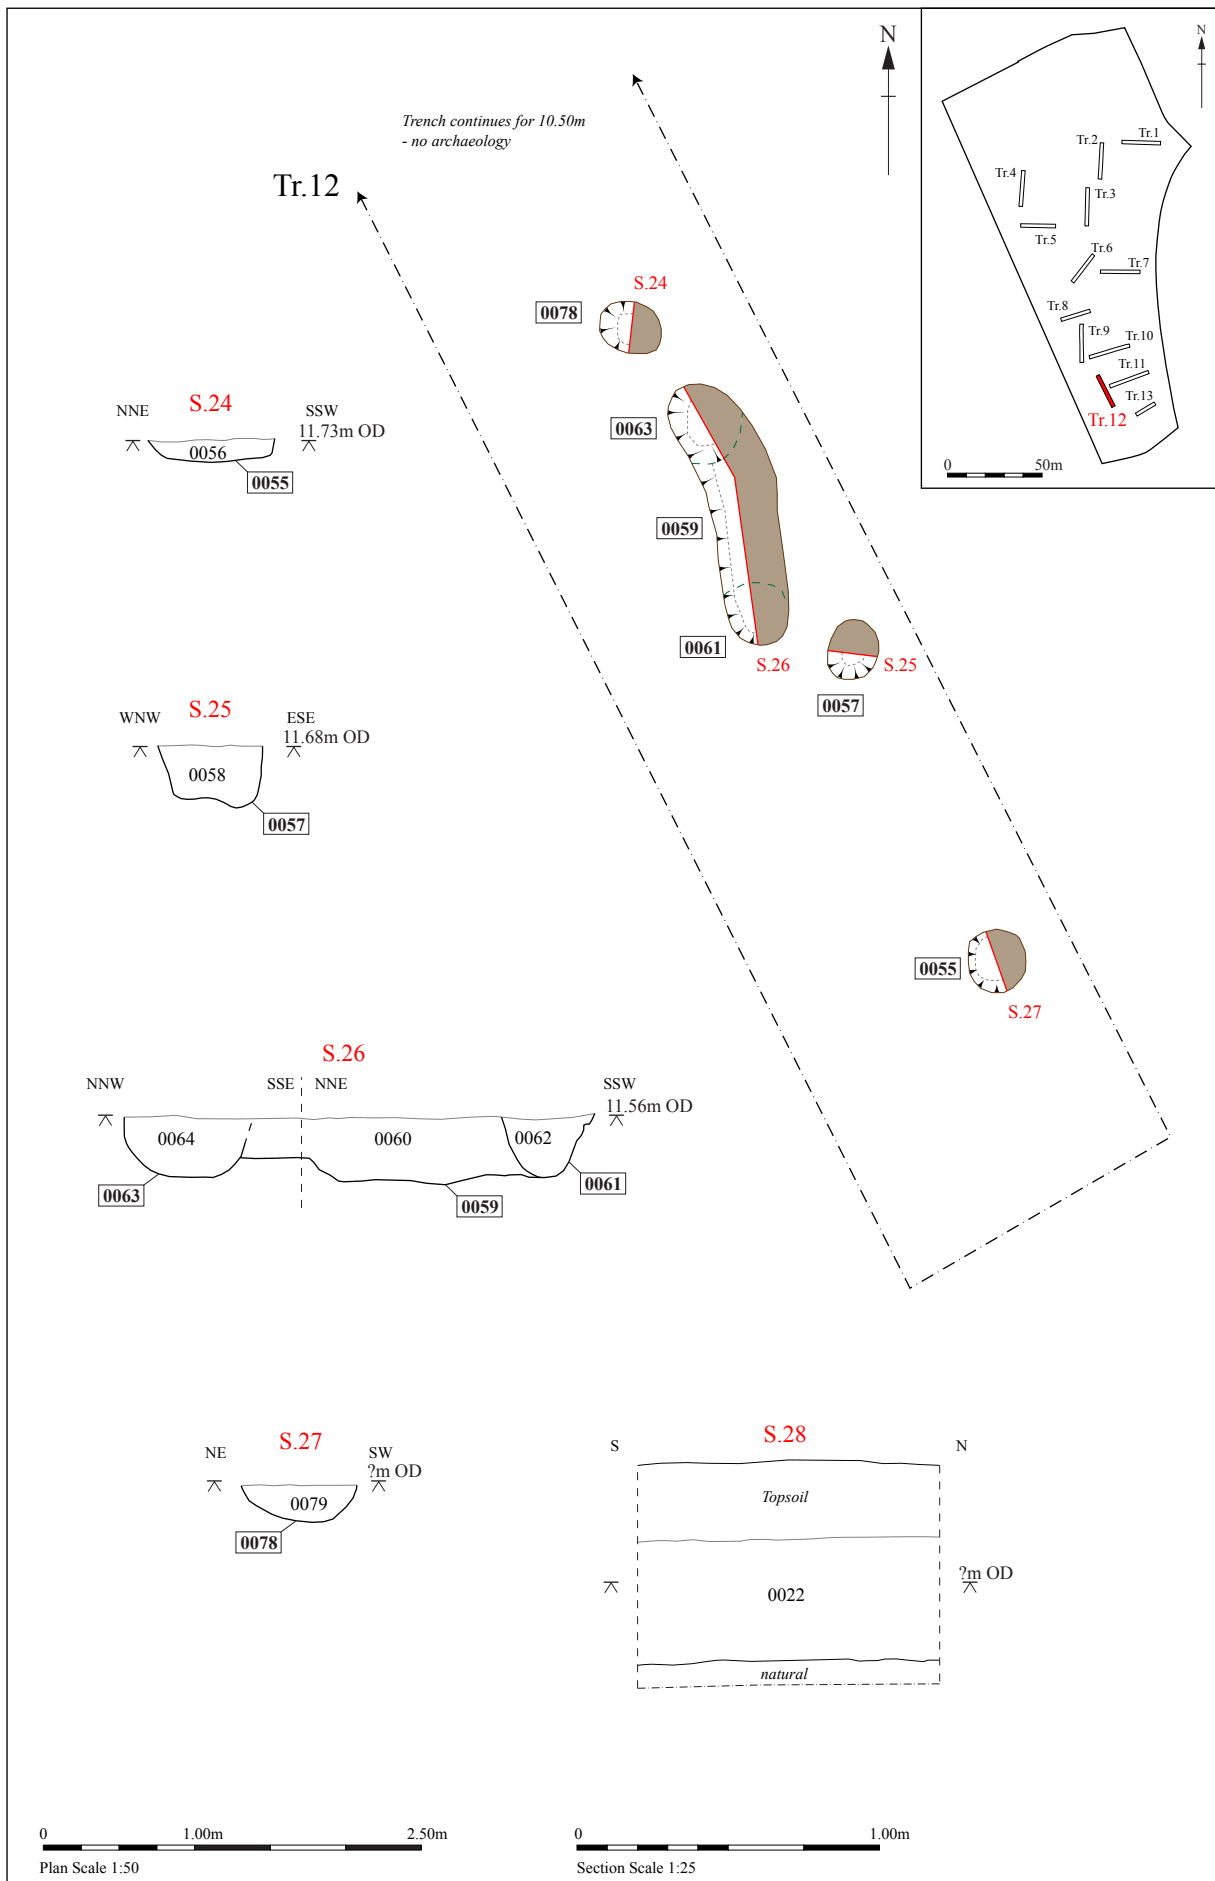 Trench continues for 10.50m
- no archaeology
Tr.12
N
N
Tr.1
Tr.2
Tr.4
Tr.3
Tr.5
Tr.6
Tr.7
Tr.8
Tr.9
Tr.10
Tr.11
Tr.13
Tr.12
0
50m
S.24
0078
0063
0059
0061
S.26
S.25
0057
0055
S.27
S.24
NNE
SSW
11.73m OD
0056
0055
S.25
WNW
ESE
11.68m OD
0058
0057
S.26
NNW
SSE
NNE
SSW
11.56m OD
0064
0060
0062
0063
0059
0061
S.27
NE
SW
?m OD
0079
0078
S.28
S
N
Topsoil
?m OD
0022
natural
0
1.00m
2.50m
Plan Scale 1:50
0
1.00m
Section Scale 1:25